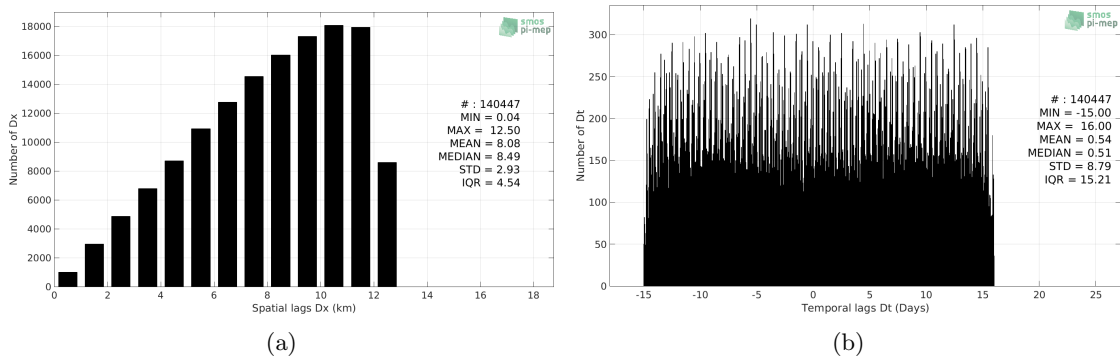 18000
16000
14000
12000
10000
8000
6000
4000
2000
0
Number of Dx
0 2 4 6 8 10 12 14 16 18
Spatial lags Dx (km)
smos
pi-mep
# : 140447
MIN = 0.04
MAX = 12.50
MEAN = 8.08
MEDIAN = 8.49
STD = 2.93
IQR = 4.54
(a)
300
250
200
150
100
50
0
Number of Dt
-15 -10 -5 0 5 10 15 20 25
Temporal lags Dt (Days)
smos
pi-mep
# : 140447
MIN = -15.00
MAX = 16.00
MEAN = 0.54
MEDIAN = 0.51
STD = 8.79
IQR = 15.21
(b)